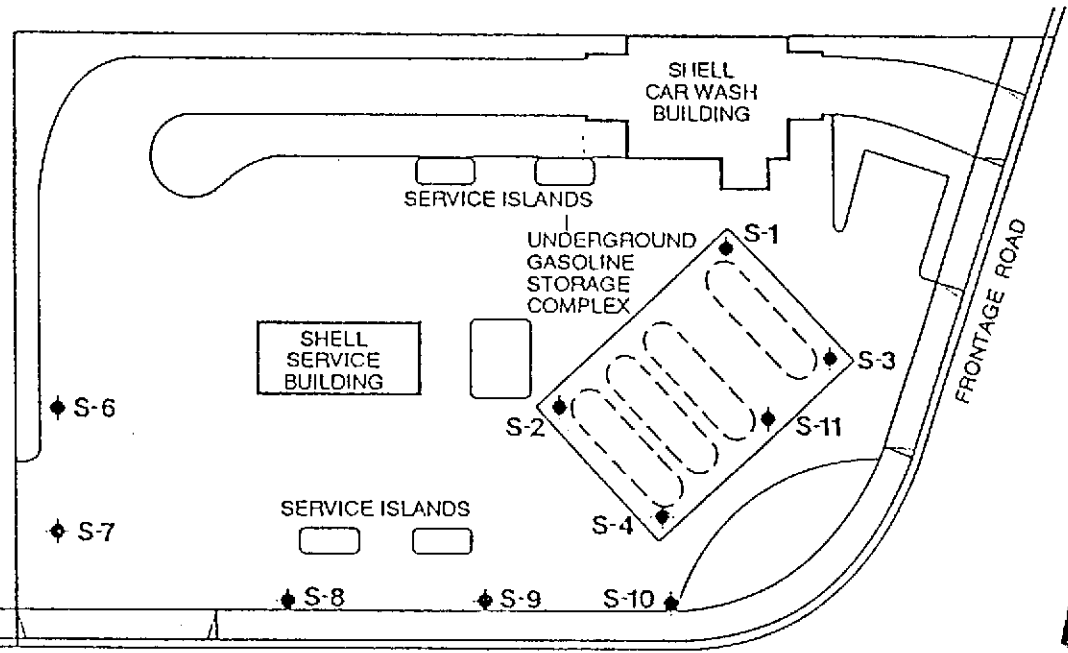 SHELL
CAR WASH
BUILDING
SERVICE ISLANDS
UNDERGROUND
GASOLINE
STORAGE
COMPLEX
S-1
SHELL
SERVICE
BUILDING
S-3
FRONTAGE ROAD
S-6
S-2
S-11
SERVICE ISLANDS
S-4
S-7
S-8
S-9
S-10